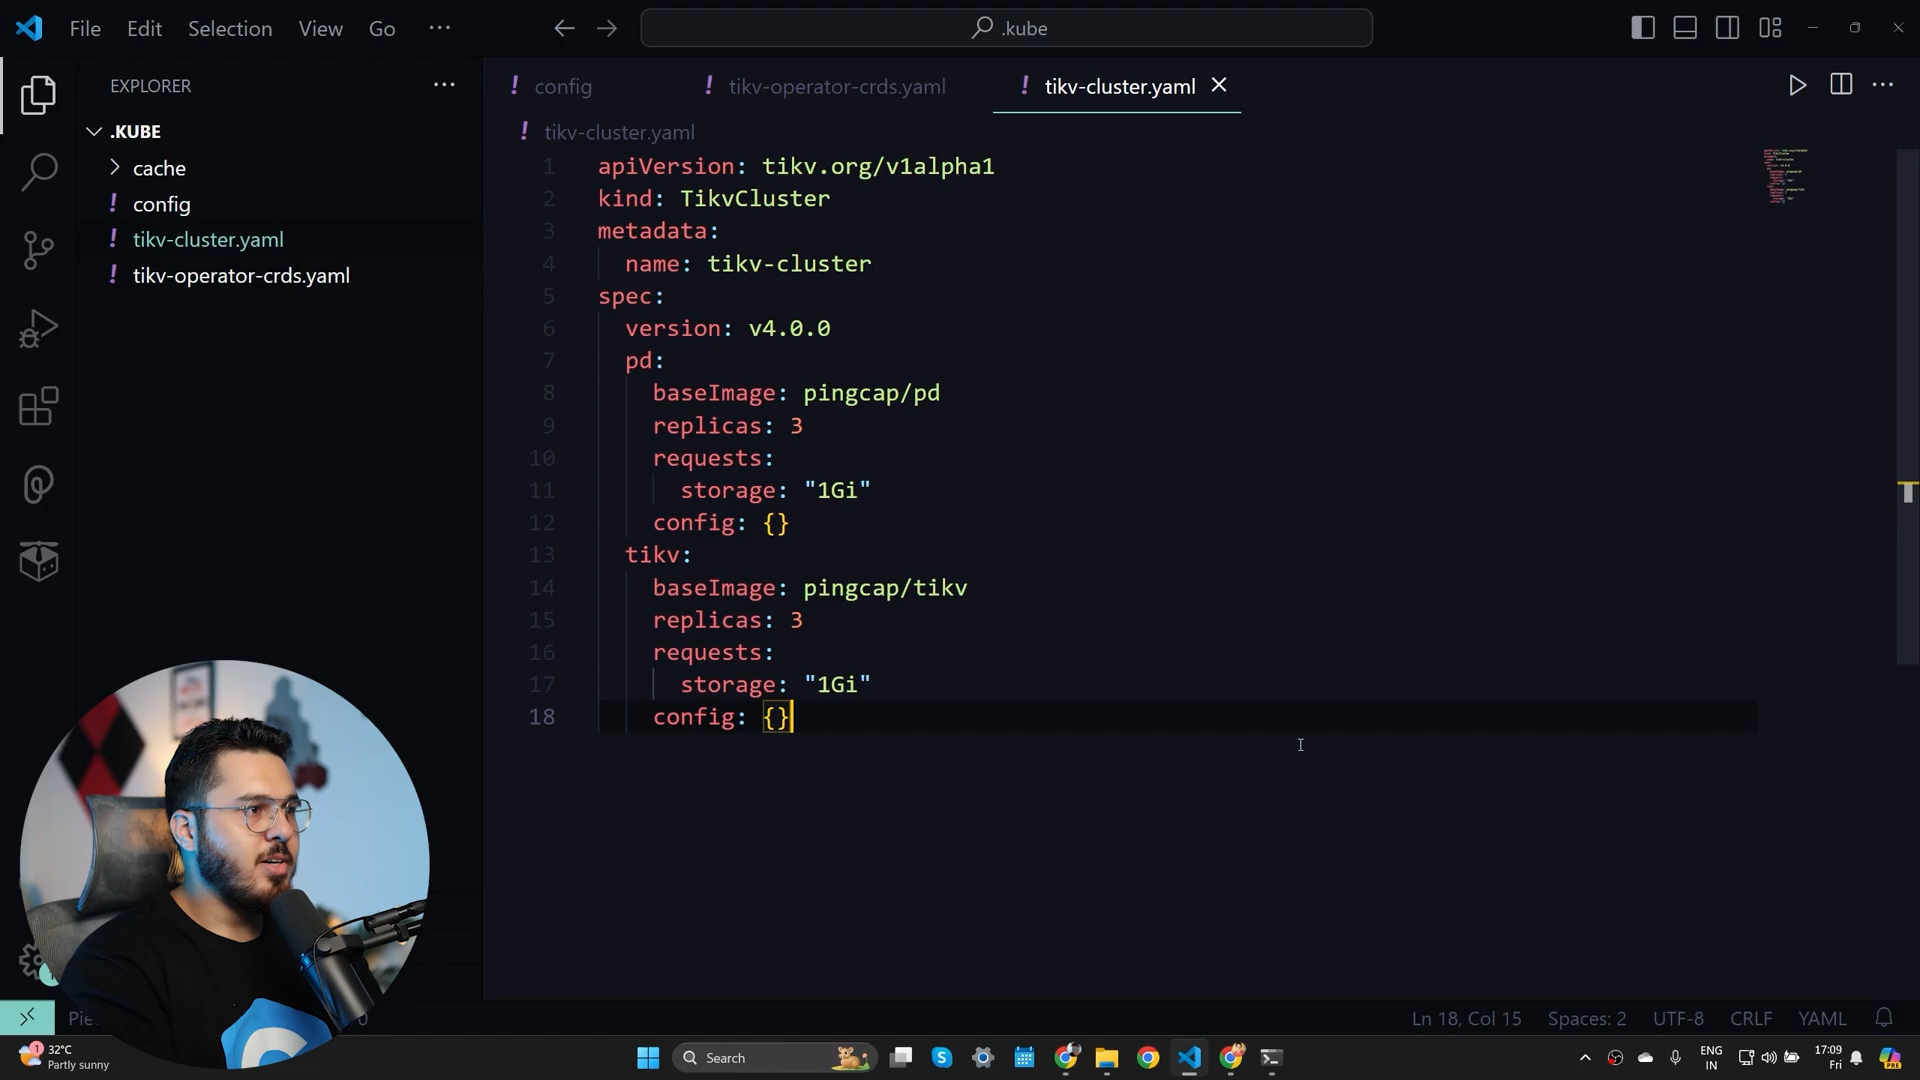 File Edit Selection View Go ...
.kube
EXPLORER
.KUBE
cache
config
tikv-cluster.yaml
tikv-operator-crds.yaml
config
tikv-operator-crds.yaml
tikv-cluster.yaml
tikv-cluster.yaml
1 apiVersion: tikv.org/v1alpha1
2 kind: TikvCluster
3 metadata:
4 name: tikv-cluster
5 spec:
6 version: v4.0.0
7 pd:
8 baseImage: pingcap/pd
9 replicas: 3
10 requests:
11 storage: "1Gi"
12 config: {}
13 tikv:
14 baseImage: pingcap/tikv
15 replicas: 3
16 requests:
17 storage: "1Gi"
18 config: {}
Ln 18, Col 15 Spaces: 2 UTF-8 CRLF YAML
1
32°C
Partly sunny
Search
ENG
IN
17:09
Fri